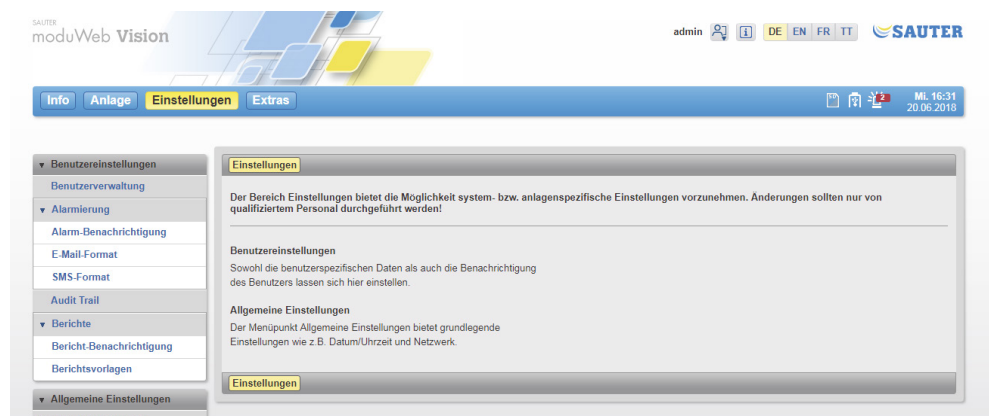 SAUTER
moduWeb Vision
admin
DE EN FR TT
SAUTER
Info Anlage Einstellungen Extras
2
Mi. 16:31
20.06.2018
Benutzereinstellungen
Benutzerverwaltung
Alarmierung
Alarm-Benachrichtigung
E-Mail-Format
SMS-Format
Audit Trail
Berichte
Bericht-Benachrichtigung
Berichtsvorlagen
Allgemeine Einstellungen
Einstellungen
Der Bereich Einstellungen bietet die Möglichkeit system- bzw. anlagenspezifische Einstellungen vorzunehmen. Änderungen sollten nur von
qualifiziertem Personal durchgeführt werden!
Benutzereinstellungen
Sowohl die benutzerspezifischen Daten als auch die Benachrichtigung
des Benutzers lassen sich hier einstellen.
Allgemeine Einstellungen
Der Menüpunkt Allgemeine Einstellungen bietet grundlegende
Einstellungen wie z.B. Datum/Uhrzeit und Netzwerk.
Einstellungen